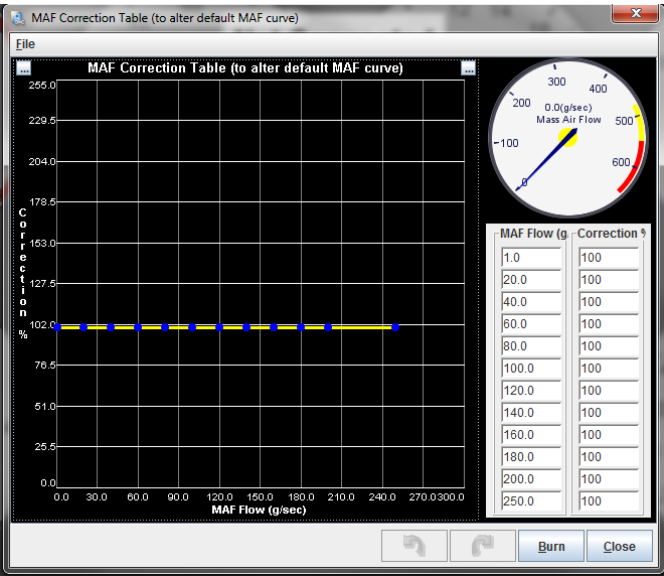 MAF Correction Table (to alter default MAF curve)
File
... MAF Correction Table (to alter default MAF curve) ...
255.0
229.5
204.0
178.5
153.0
127.5
102.0
76.5
51.0
25.5
0.0
Correction %
0.0 30.0 60.0 90.0 120.0 150.0 180.0 210.0 240.0 270.0 300.0
MAF Flow (g/sec)
0 100 200 300 400 500 600
0.0(g/sec)
Mass Air Flow
MAF Flow (g. Correction %
1.0 100
20.0 100
40.0 100
60.0 100
80.0 100
100.0 100
120.0 100
140.0 100
160.0 100
180.0 100
200.0 100
250.0 100
Burn Close